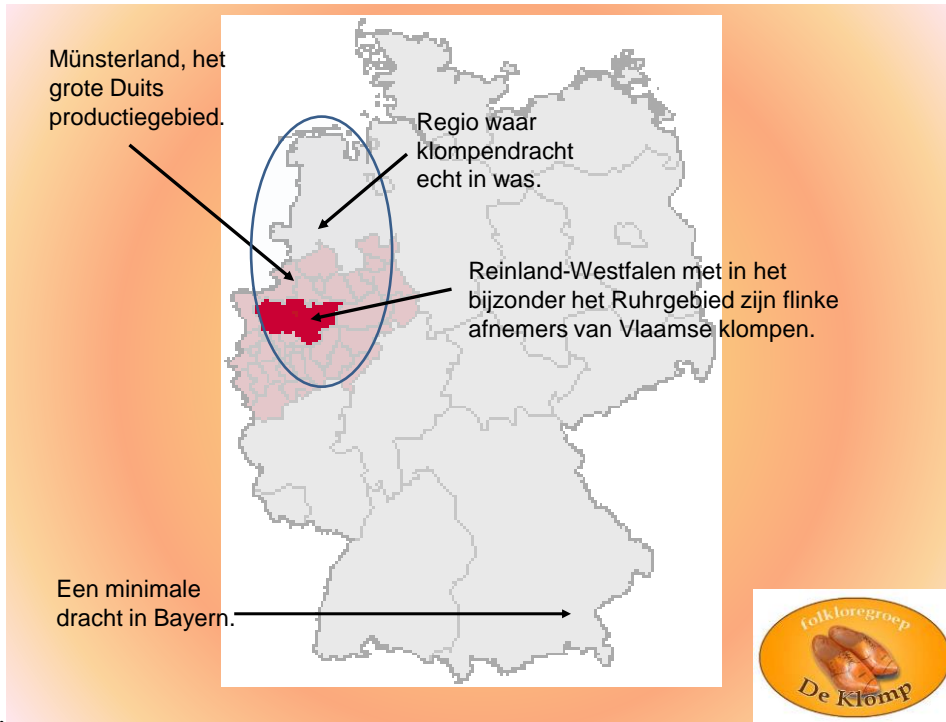 Münsterland, het
grote Duits
productiegebied.
Regio waar
klompendracht
echt in was.
Reinland-Westfalen met in het
bijzonder het Ruhrgebied zijn flinke
afnemers van Vlaamse klompen.
Een minimale
dracht in Bayern.
folkloregroep
De Klomp
.